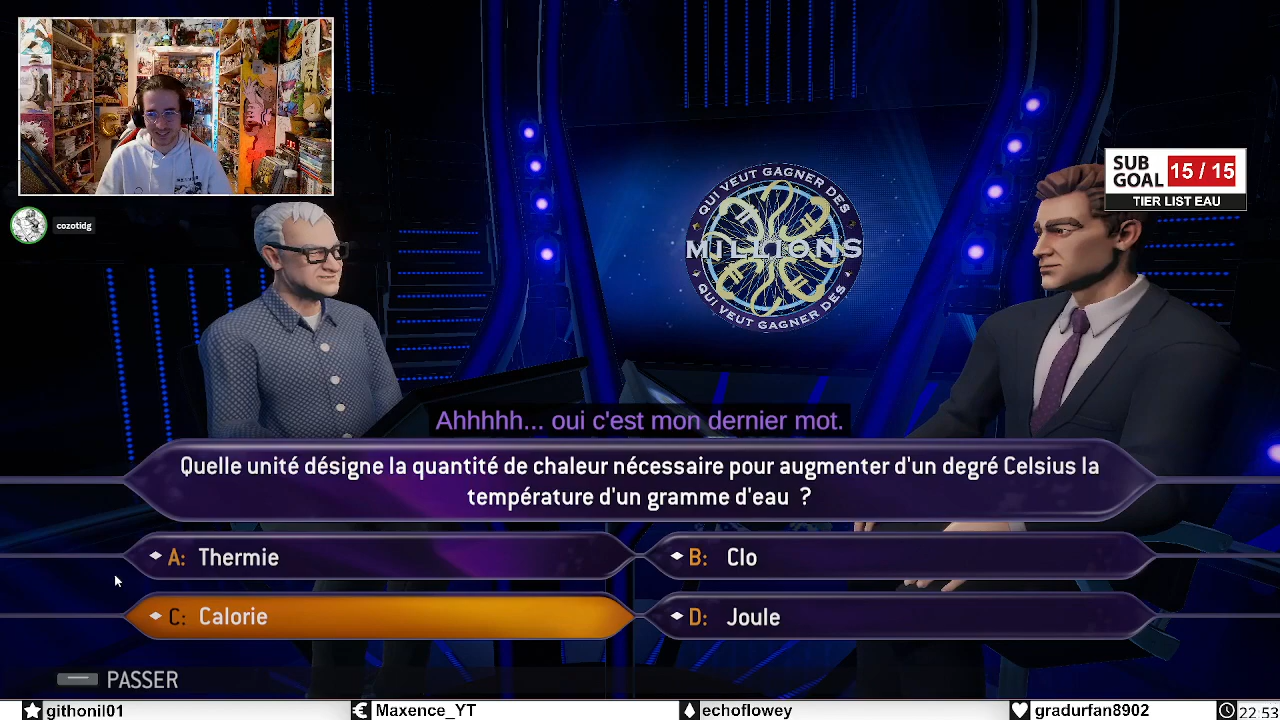 SUB
GOAL
15 / 15
TIER LIST EAU
cozotidg
QUI VEUT GAGNER DES
MILLIONS
QUI VEUT GAGNER DES
Ahhhhh... oui c'est mon dernier mot.
Quelle unité désigne la quantité de chaleur nécessaire pour augmenter d'un degré Celsius la
température d'un gramme d'eau ?
A: Thermie
B: Clo
C: Calorie
D: Joule
PASSER
githonil01
Maxence_YT
echoflowey
gradurfan8902
22:53